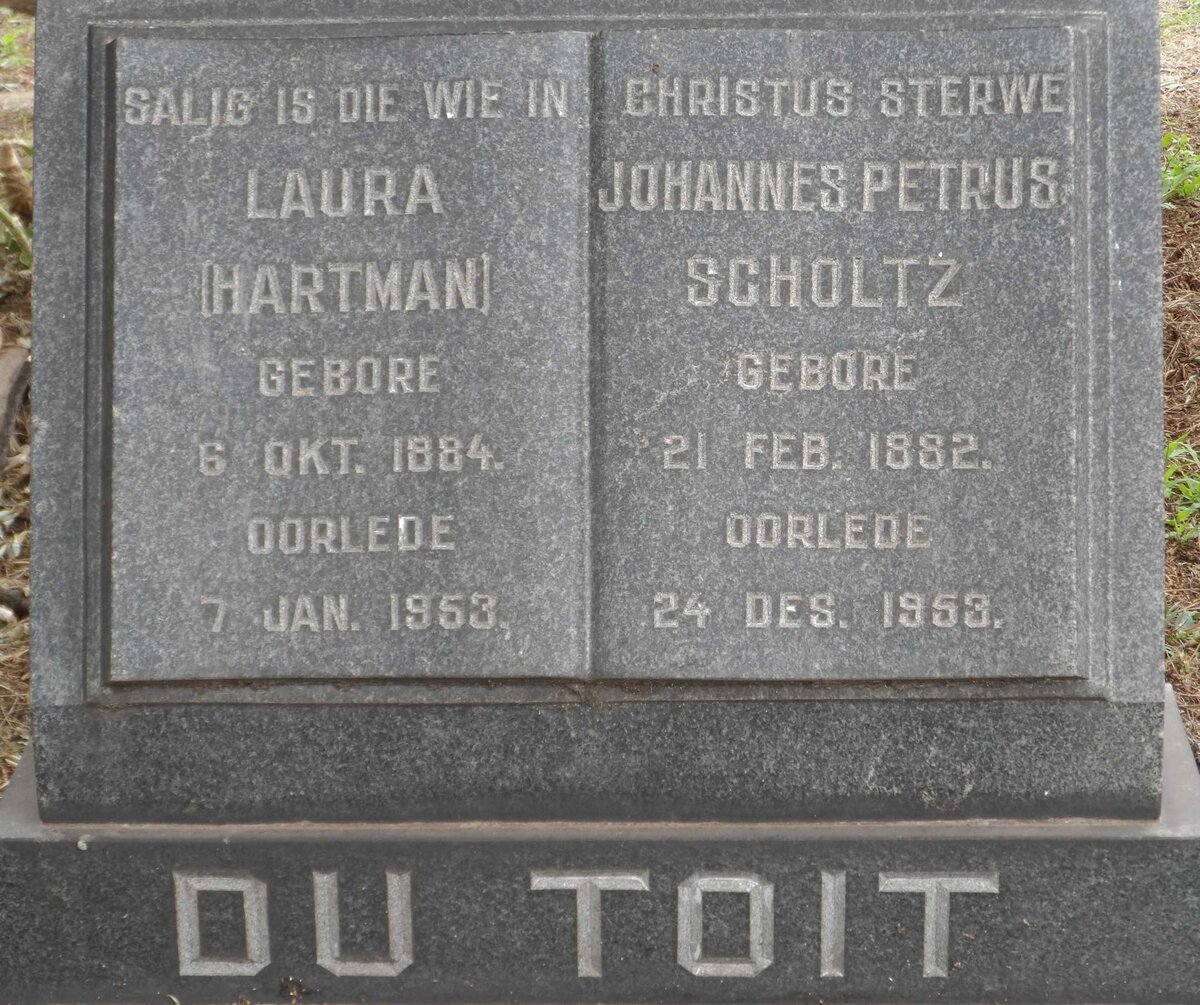 SALIG IS DIE WIE IN CHRISTUS STERWE
LAURA
(HARTMAN)
GEBORE
6 OKT. 1884.
OORLEDE
7 JAN. 1953.
JOHANNES PETRUS
SCHOLTZ
GEBORE
21 FEB. 1882.
OORLEDE
24 DES. 1953.
DU TOIT